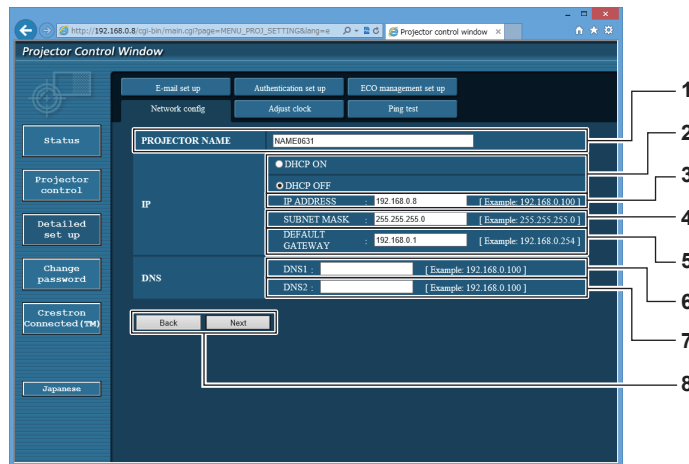 http://192.168.0.8/cgi-bin/main.cgi?page=MENU_PROJ_SETTING&lang=e
Projector control window
Projector Control Window
E-mail set up
Authentication set up
ECO management set up
Network config
Adjust clock
Ping test
Status
Projector control
Detailed set up
Change password
Crestron Connected(TM)
Japanese
PROJECTOR NAME NAME0631
IP
DHCP ON
DHCP OFF
IP ADDRESS : 192.168.0.8 [ Example: 192.168.0.100 ]
SUBNET MASK : 255.255.255.0 [ Example: 255.255.255.0 ]
DEFAULT
GATEWAY : 192.168.0.1 [ Example: 192.168.0.254 ]
DNS
DNS1 : [ Example: 192.168.0.100 ]
DNS2 : [ Example: 192.168.0.100 ]
Back Next
1
2
3
4
5
6
7
8